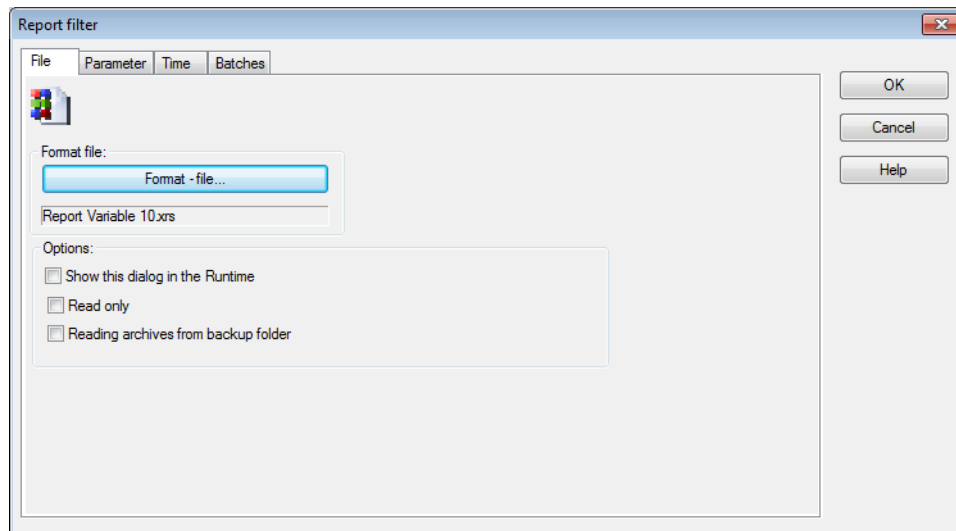 Report filter
File Parameter Time Batches
OK
Cancel
Help
Format file:
Format - file...
Report Variable 10.xrs
Options:
Show this dialog in the Runtime
Read only
Reading archives from backup folder